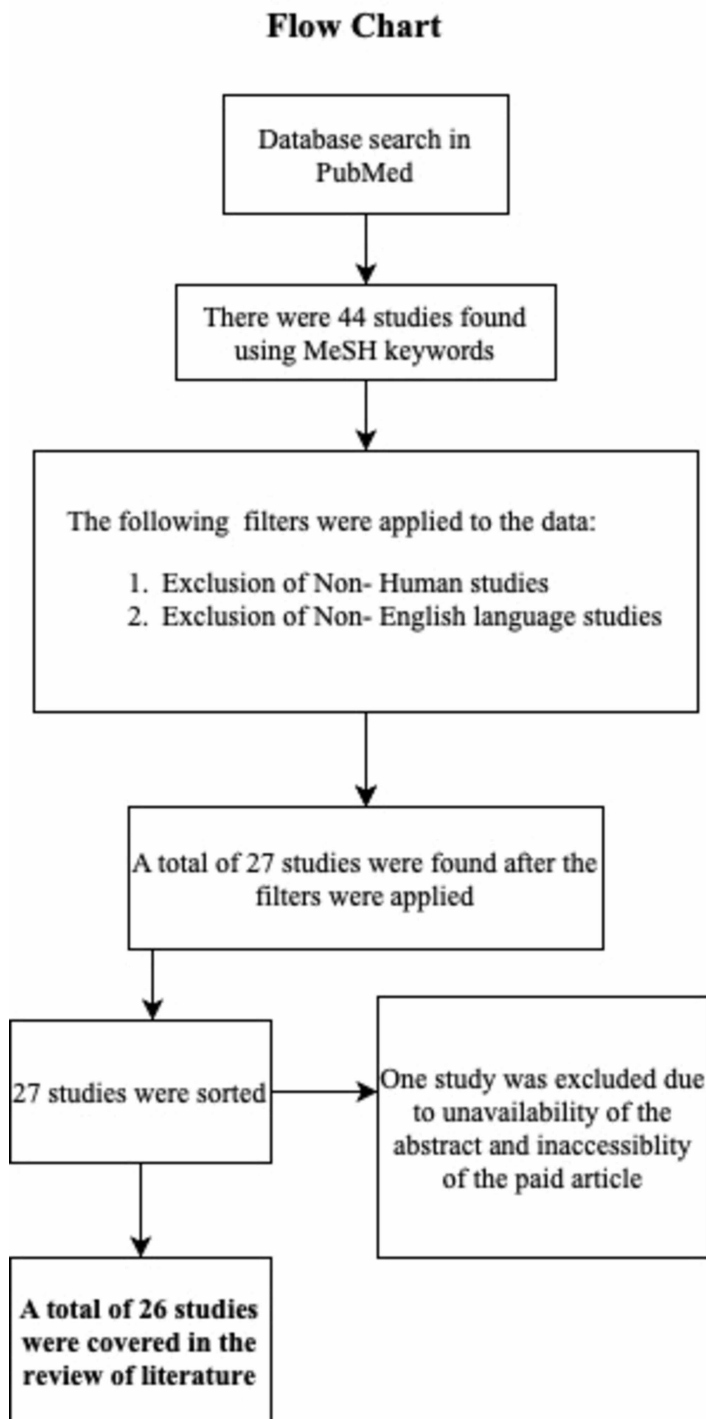 Flow Chart
Database search in
PubMed
There were 44 studies found
using MeSH keywords
The following filters were applied to the data:
1. Exclusion of Non- Human studies
2. Exclusion of Non- English language studies
A total of 27 studies were found after the
filters were applied
27 studies were sorted
One study was excluded due
to unavailability of the
abstract and inaccessiblity
of the paid article
A total of 26 studies
were covered in the
review of literature